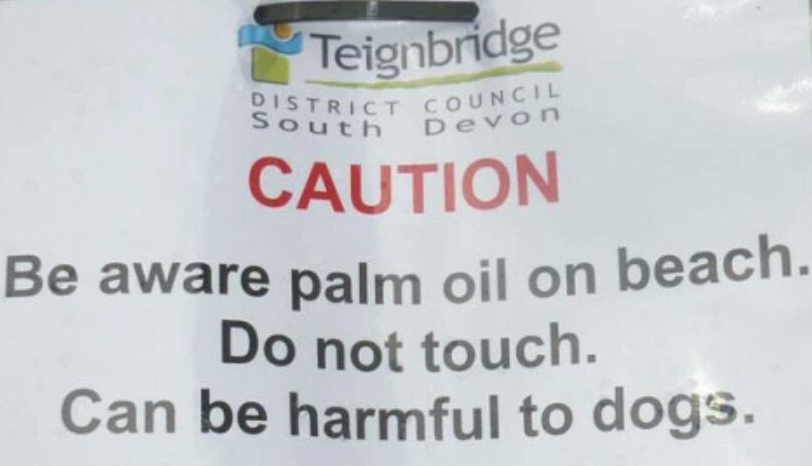 Teignbridge
DISTRICT COUNCIL
South Devon
CAUTION
Be aware palm oil on beach.
Do not touch.
Can be harmful to dogs.